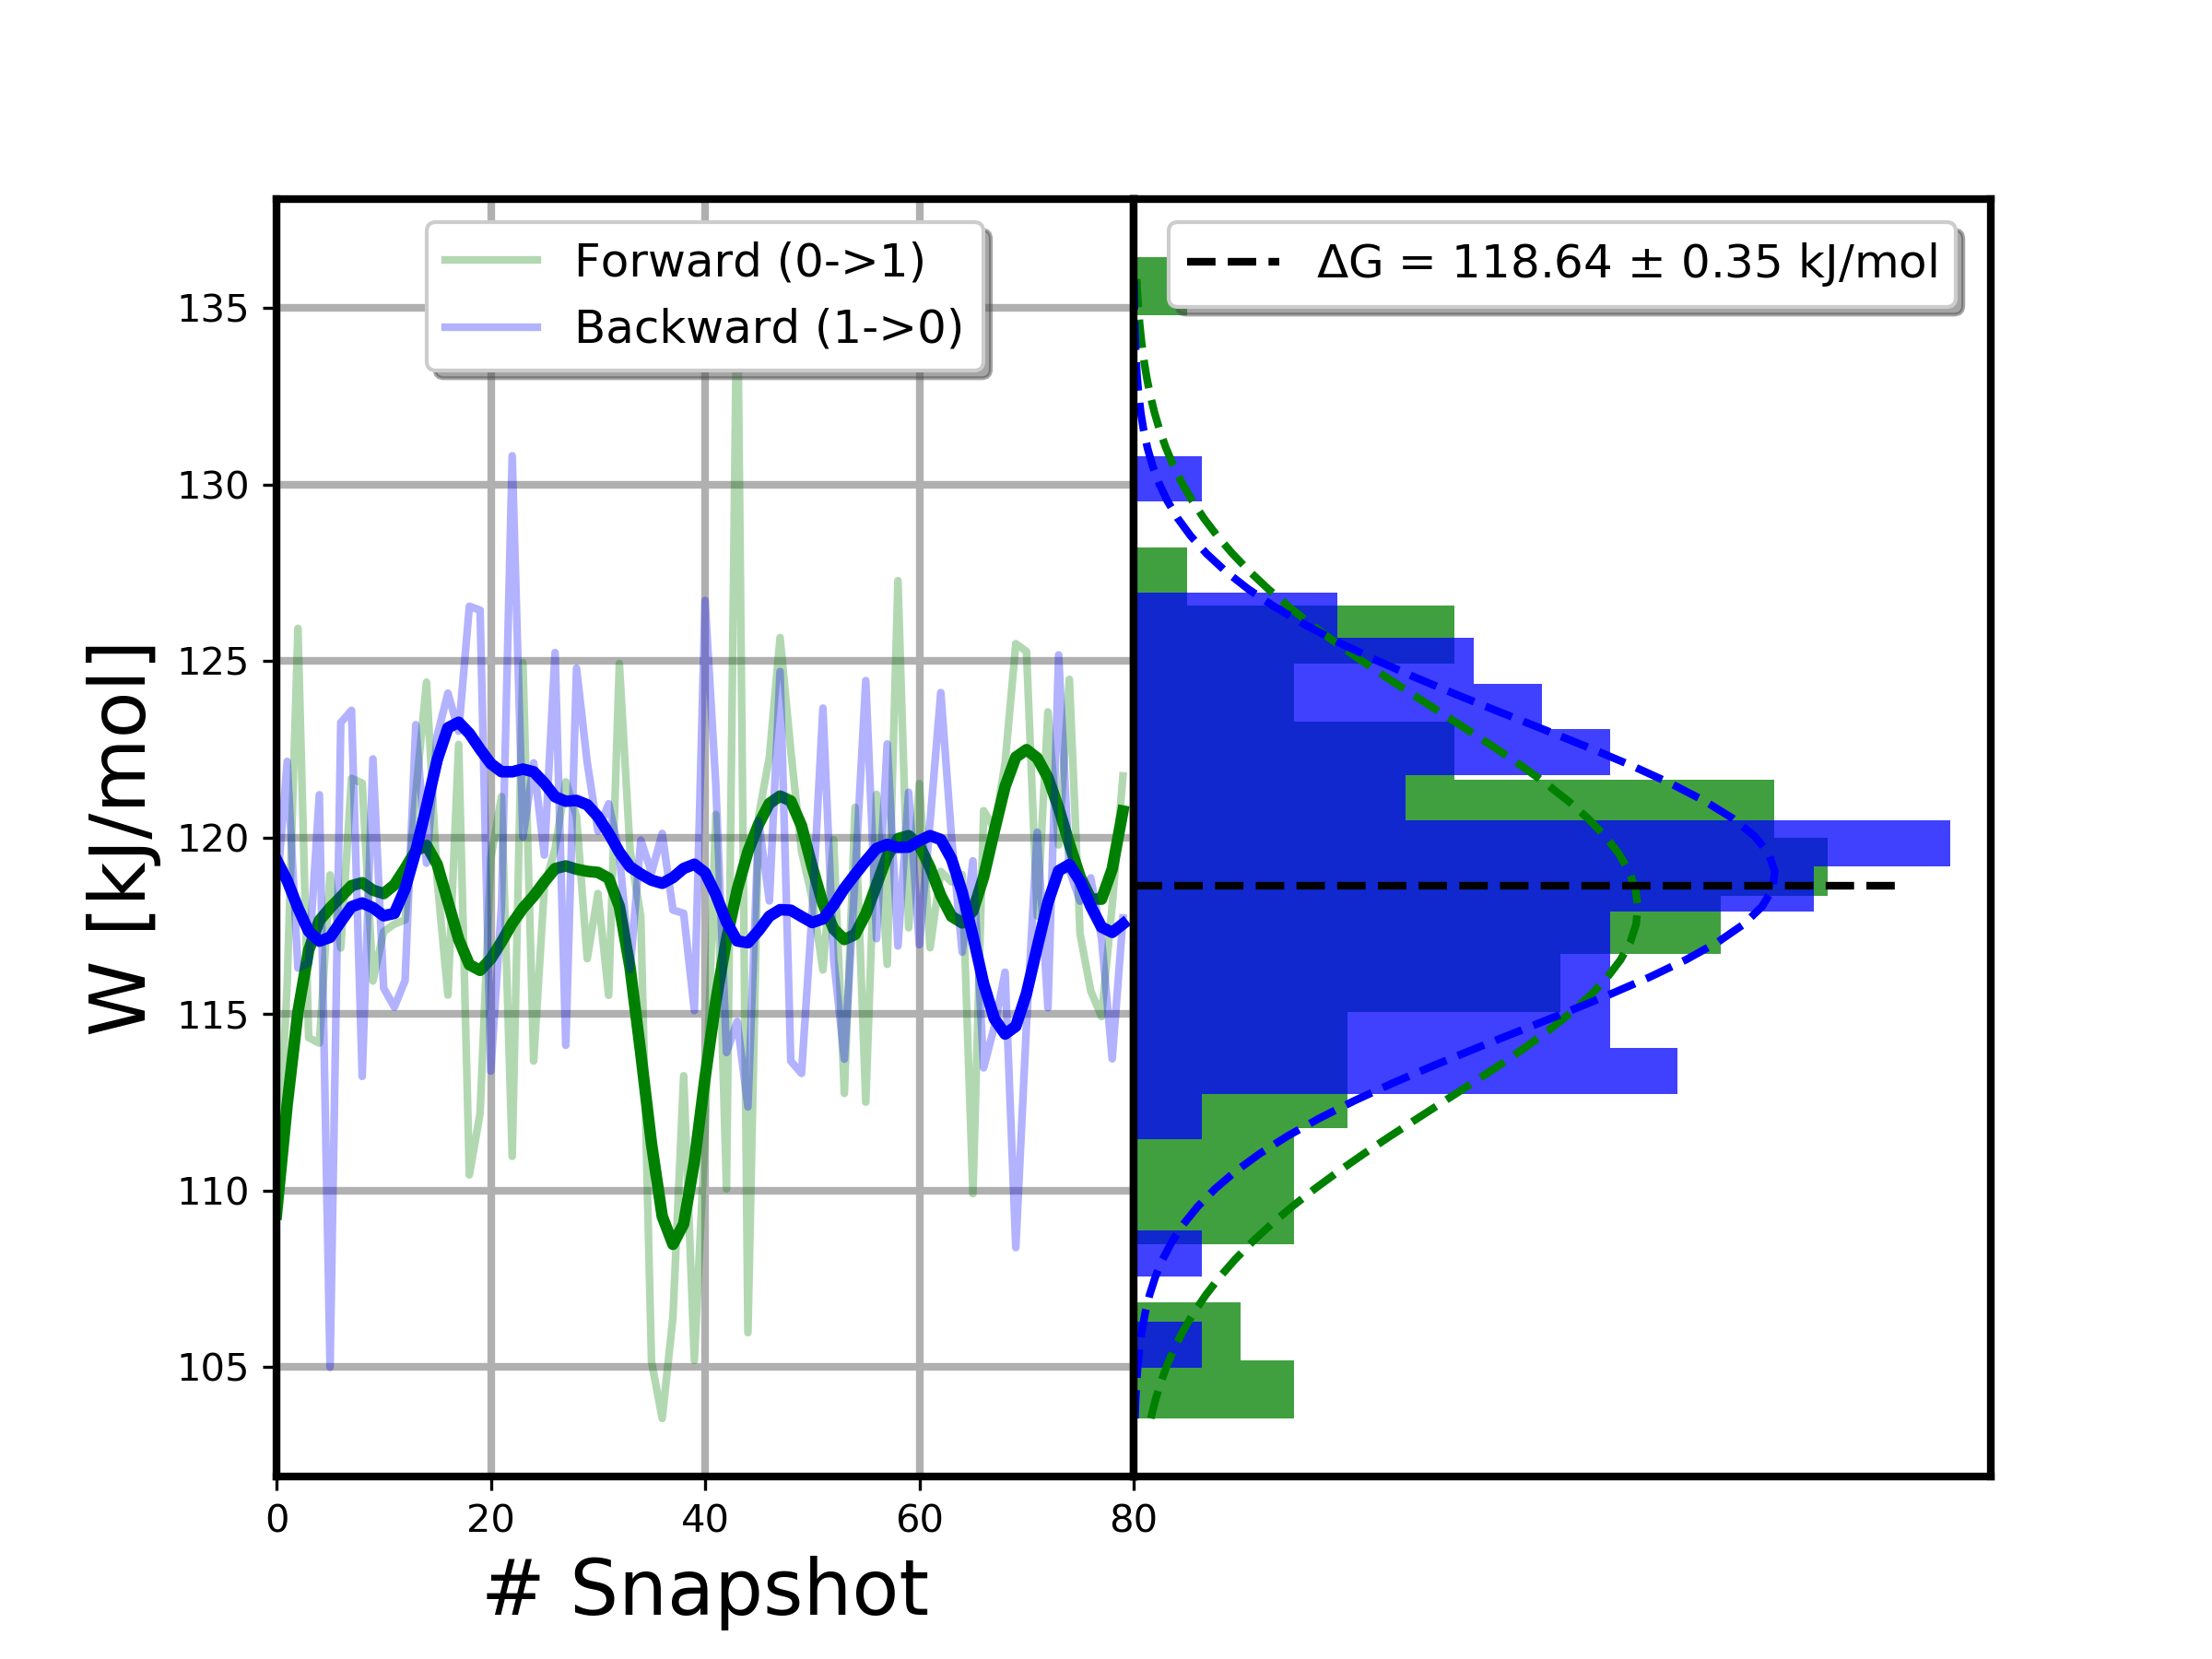 Forward (0->1)
Backward (1->0)
ΔG = 118.64 ± 0.35 kJ/mol
W [kJ/mol]
135
130
125
120
115
110
105
0 20 40 60 80
# Snapshot